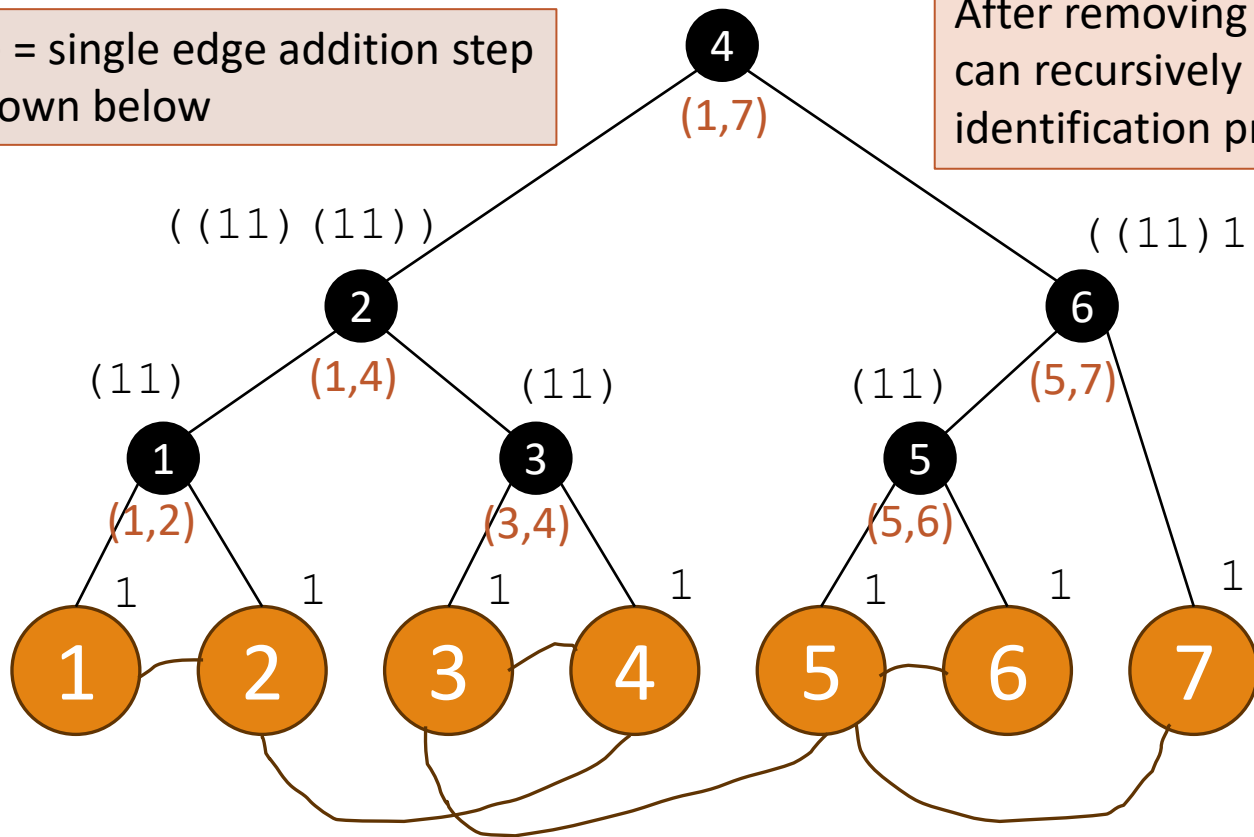 = single edge addition step
own below
After removing
can recursively
identification pr
4
(1,7)
((11)(11))
((11)1
2
6
(1,4)
(5,7)
(11)
(11)
(11)
1
3
5
(1,2)
(3,4)
(5,6)
1 1 1 1 1 1 1
1 2 3 4 5 6 7